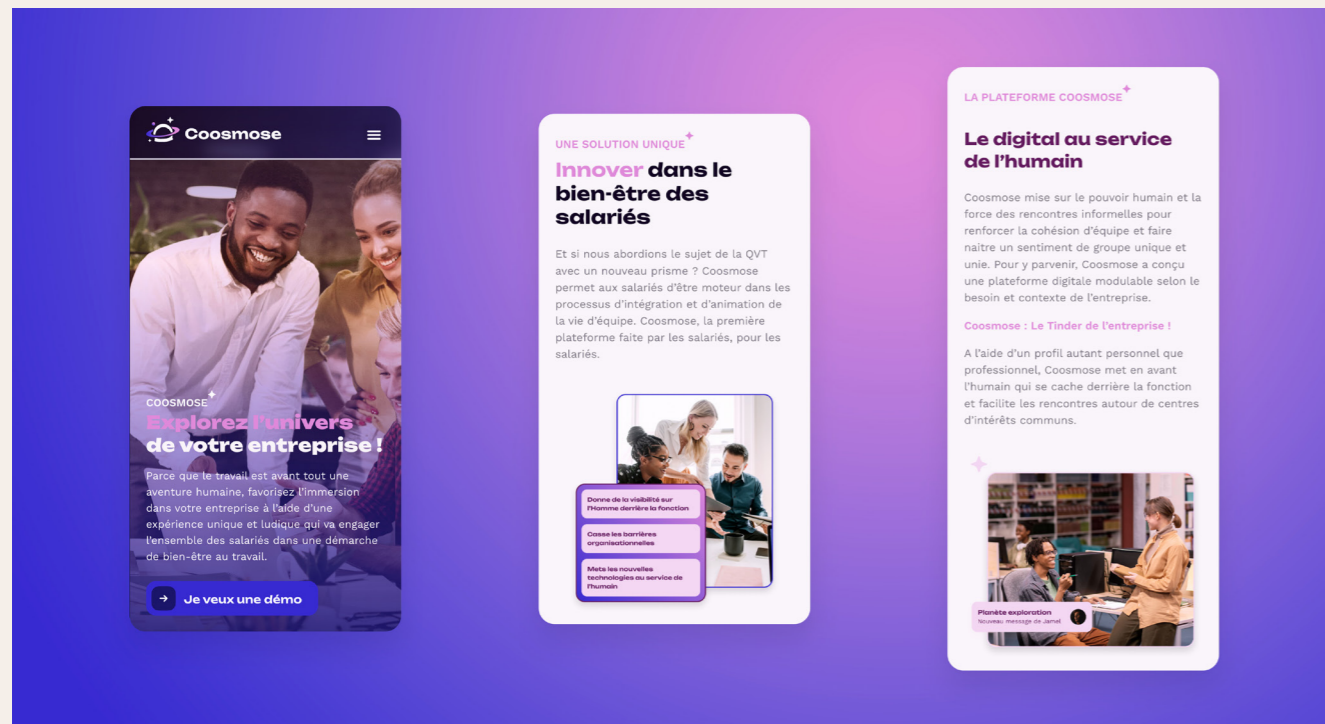 Coosmose
COOSMOSE
Explorez l'univers
de votre entreprise !
Parce que le travail est avant tout une
aventure humaine, favorisez l'immersion
dans votre entreprise à l'aide d'une
expérience unique et ludique qui va engager
l'ensemble des salariés dans une démarche
de bien-être au travail.
Je veux une démo
UNE SOLUTION UNIQUE
Innover dans le
bien-être des
salariés
Et si nous abordions le sujet de la QVT
avec un nouveau prisme ? Coosmose
permet aux salariés d'être moteur dans les
processus d'intégration et d'animation de
la vie d'équipe. Coosmose, la première
plateforme faite par les salariés, pour les
salariés.
Donne de la visibilité sur
l'Homme derrière la fonction
Casse les barrières
organisationnelles
Mets les nouvelles
technologies au service de
l'humain
LA PLATEFORME COOSMOSE
Le digital au service
de l'humain
Coosmose mise sur le pouvoir humain et la
force des rencontres informelles pour
renforcer la cohésion d'équipe et faire
naitre un sentiment de groupe unique et
unie. Pour y parvenir, Coosmose a conçu
une plateforme digitale modulable selon le
besoin et contexte de l'entreprise.
Coosmose : Le Tinder de l'entreprise !
A l'aide d'un profil autant personnel que
professionnel, Coosmose met en avant
l'humain qui se cache derrière la fonction
et facilite les rencontres autour de centres
d'intérêts communs.
Planète exploration
Nouveau message de Jamel